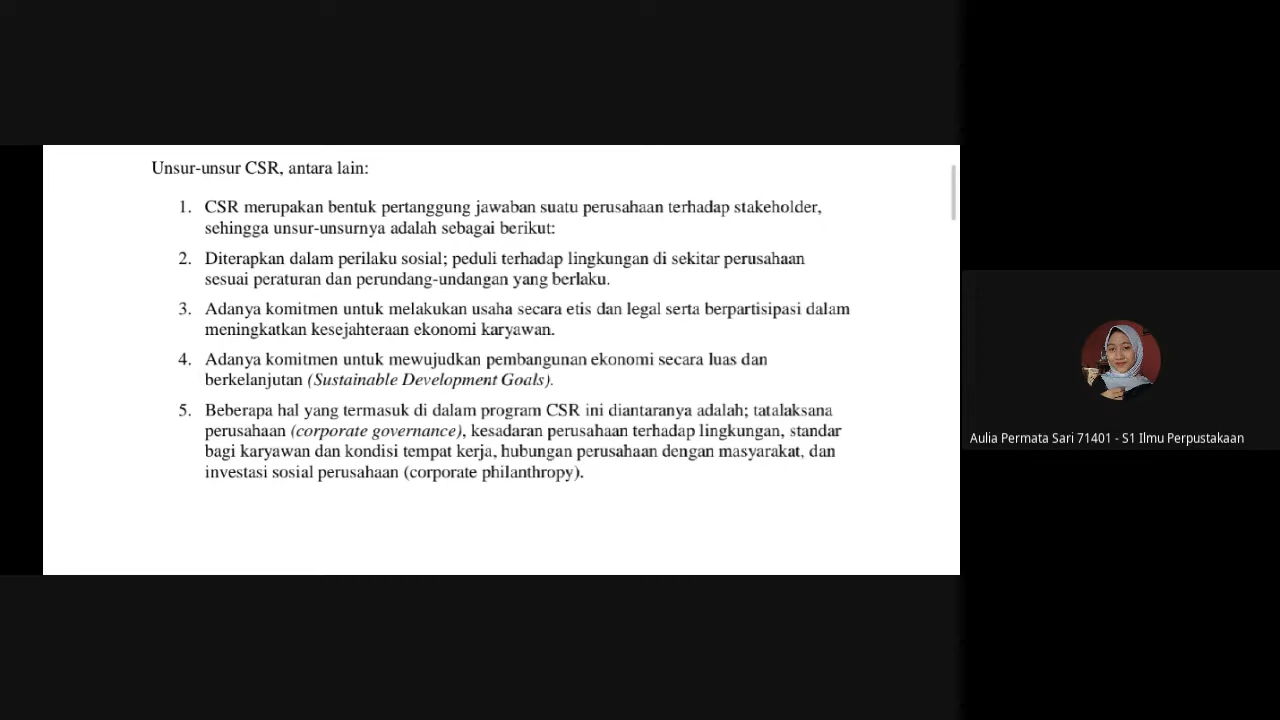 Unsur-unsur CSR, antara lain:
1. CSR merupakan bentuk pertanggung jawaban suatu perusahaan terhadap stakeholder,
sehingga unsur-unsurnya adalah sebagai berikut:
2. Diterapkan dalam perilaku sosial; peduli terhadap lingkungan di sekitar perusahaan
sesuai peraturan dan perundang-undangan yang berlaku.
3. Adanya komitmen untuk melakukan usaha secara etis dan legal serta berpartisipasi dalam
meningkatkan kesejahteraan ekonomi karyawan.
4. Adanya komitmen untuk mewujudkan pembangunan ekonomi secara luas dan
berkelanjutan (Sustainable Development Goals).
5. Beberapa hal yang termasuk di dalam program CSR ini diantaranya adalah; tatalaksana
perusahaan (corporate governance), kesadaran perusahaan terhadap lingkungan, standar
bagi karyawan dan kondisi tempat kerja, hubungan perusahaan dengan masyarakat, dan
investasi sosial perusahaan (corporate philanthropy).
Aulia Permata Sari 71401 - S1 Ilmu Perpustakaan